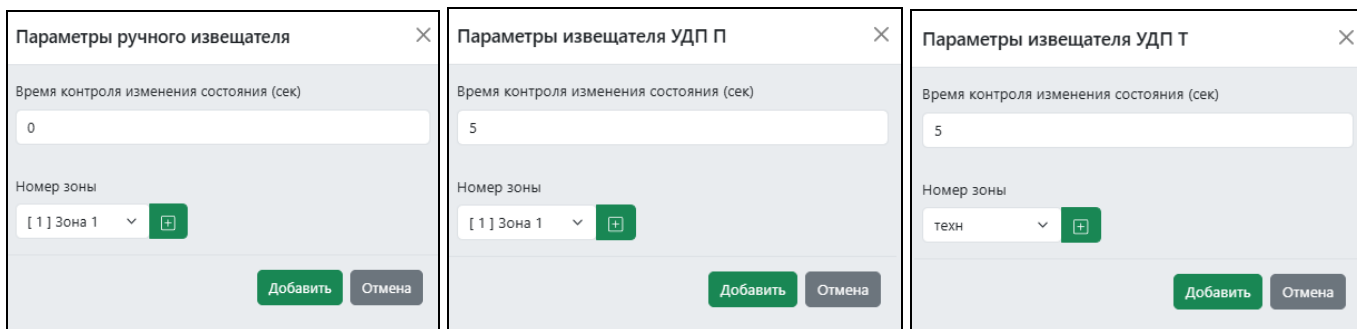 Параметры ручного извещателя
Время контроля изменения состояния (сек)
0
Номер зоны
[ 1 ] Зона 1
Добавить Отмена
Параметры извещателя УДП П
Время контроля изменения состояния (сек)
5
Номер зоны
[ 1 ] Зона 1
Добавить Отмена
Параметры извещателя УДП Т
Время контроля изменения состояния (сек)
5
Номер зоны
техн
Добавить Отмена